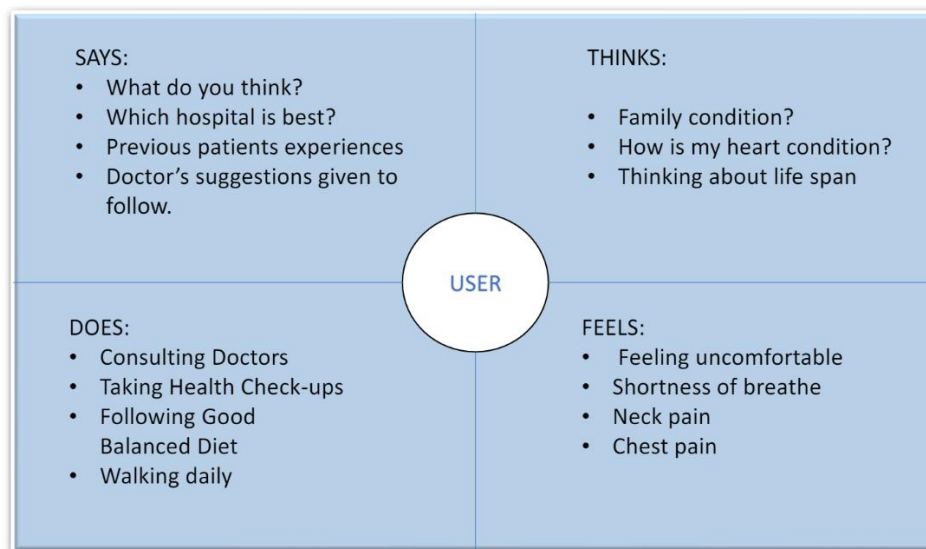 SAYS:
• What do you think?
• Which hospital is best?
• Previous patients experiences
• Doctor’s suggestions given to
follow.
THINKS:
• Family condition?
• How is my heart condition?
• Thinking about life span
USER
DOES:
• Consulting Doctors
• Taking Health Check-ups
• Following Good
Balanced Diet
• Walking daily
FEELS:
• Feeling uncomfortable
• Shortness of breathe
• Neck pain
• Chest pain